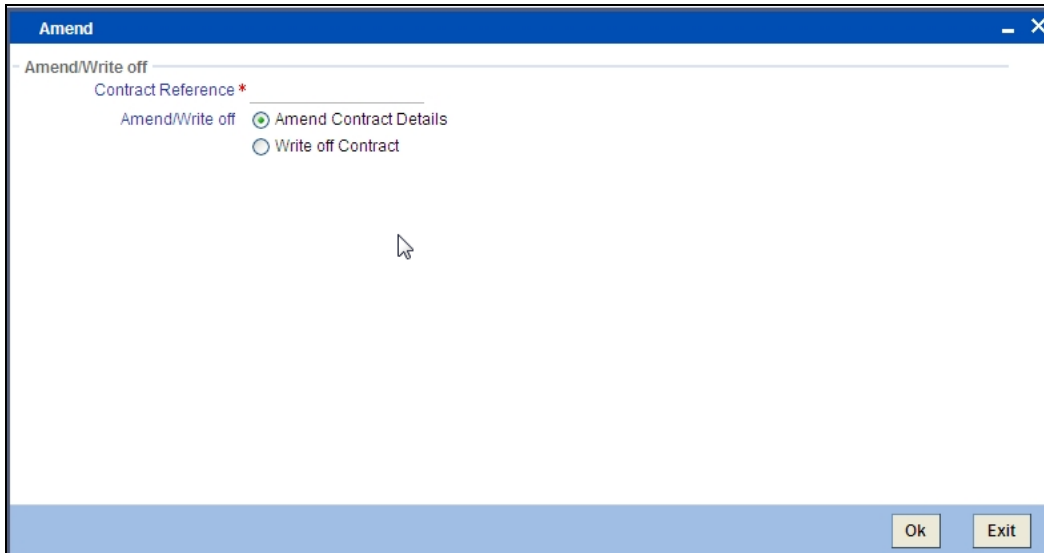 Amend
Amend/Write off
Contract Reference *
Amend/Write off Amend Contract Details
Write off Contract
Ok Exit